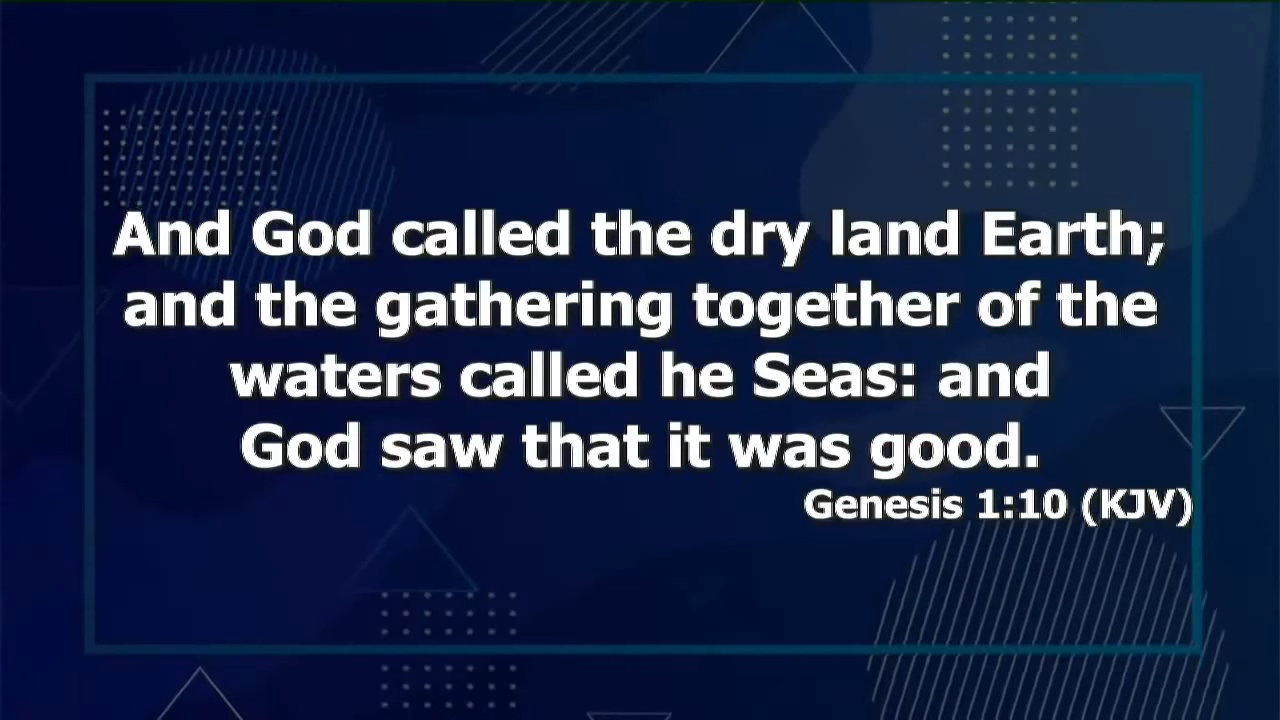 And God called the dry land Earth;
and the gathering together of the
waters called he Seas: and
God saw that it was good.
Genesis 1:10 (KJV)